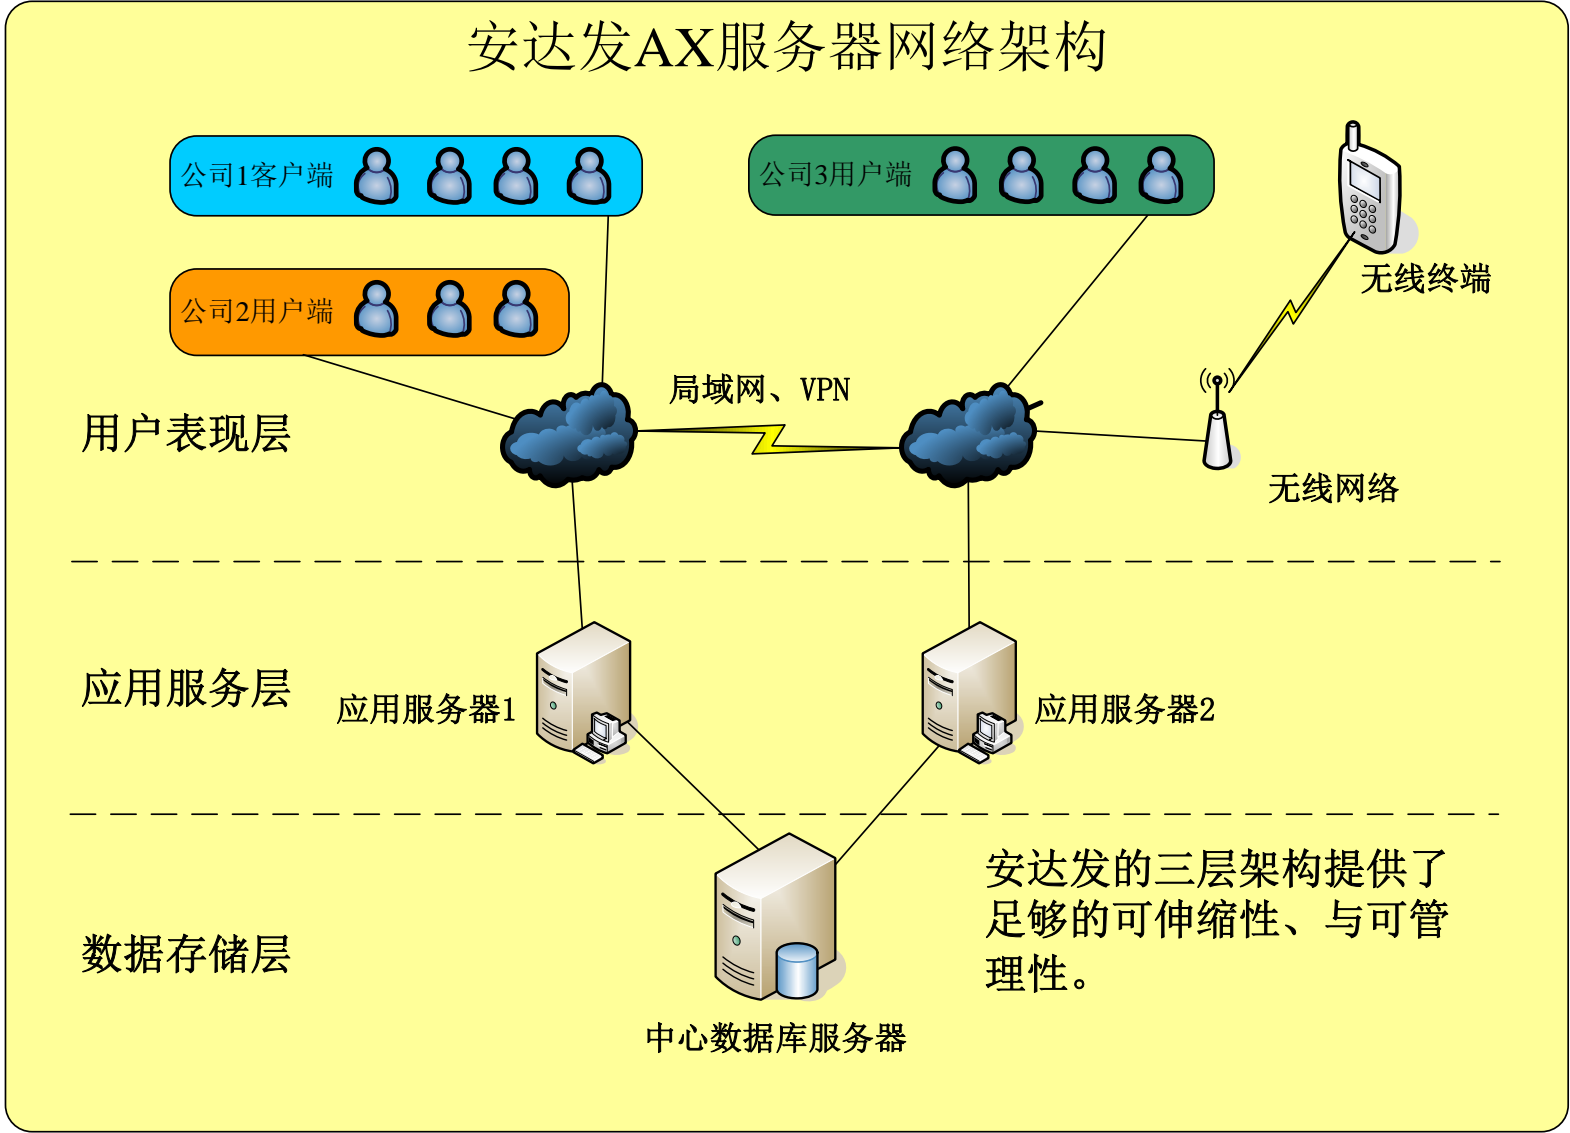 安达发AX服务器网络架构
公司1客户端
公司3用户端
无线终端
公司2用户端
局域网、VPN
用户表现层
无线网络
应用服务层
应用服务器1
应用服务器2
安达发的三层架构提供了
足够的可伸缩性、与可管
理性。
数据存储层
中心数据库服务器